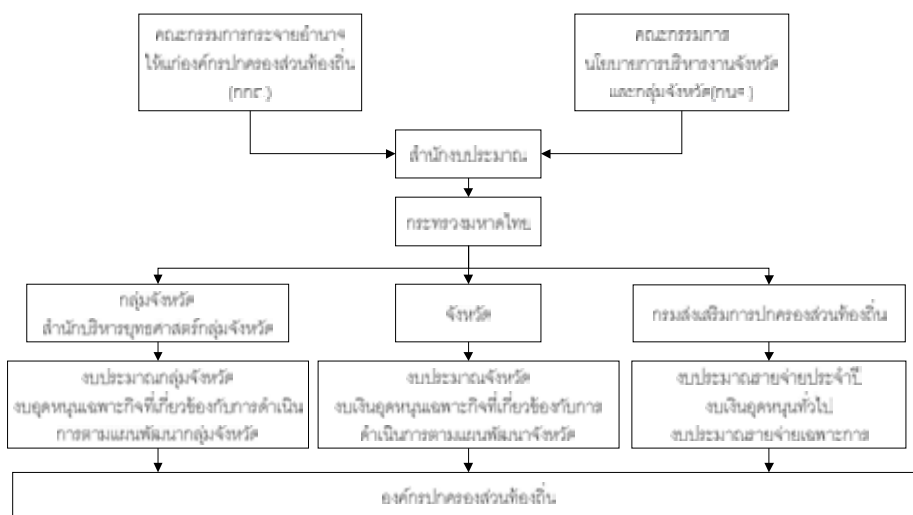 คณะกรรมการกระจายอำนาจ
ให้แก่องค์กรปกครองส่วนท้องถิ่น
(กกถ.)
คณะกรรมการ
นโยบายการบริหารงานจังหวัด
และกลุ่มจังหวัด(กนจ.)
สำนักงบประมาณ
กระทรวงมหาดไทย
กลุ่มจังหวัด
สำนักบริหารยุทธศาสตร์กลุ่มจังหวัด
จังหวัด
กรมส่งเสริมการปกครองส่วนท้องถิ่น
งบประมาณกลุ่มจังหวัด
งบอุดหนุนเฉพาะกิจที่เกี่ยวข้องกับการดำเนิน
การตามแผนพัฒนากลุ่มจังหวัด
งบประมาณจังหวัด
งบเงินอุดหนุนเฉพาะกิจที่เกี่ยวข้องกับการ
ดำเนินการตามแผนพัฒนาจังหวัด
งบประมาณรายจ่ายประจำปี
งบเงินอุดหนุนทั่วไป
งบประมาณรายจ่ายเฉพาะการ
องค์กรปกครองส่วนท้องถิ่น